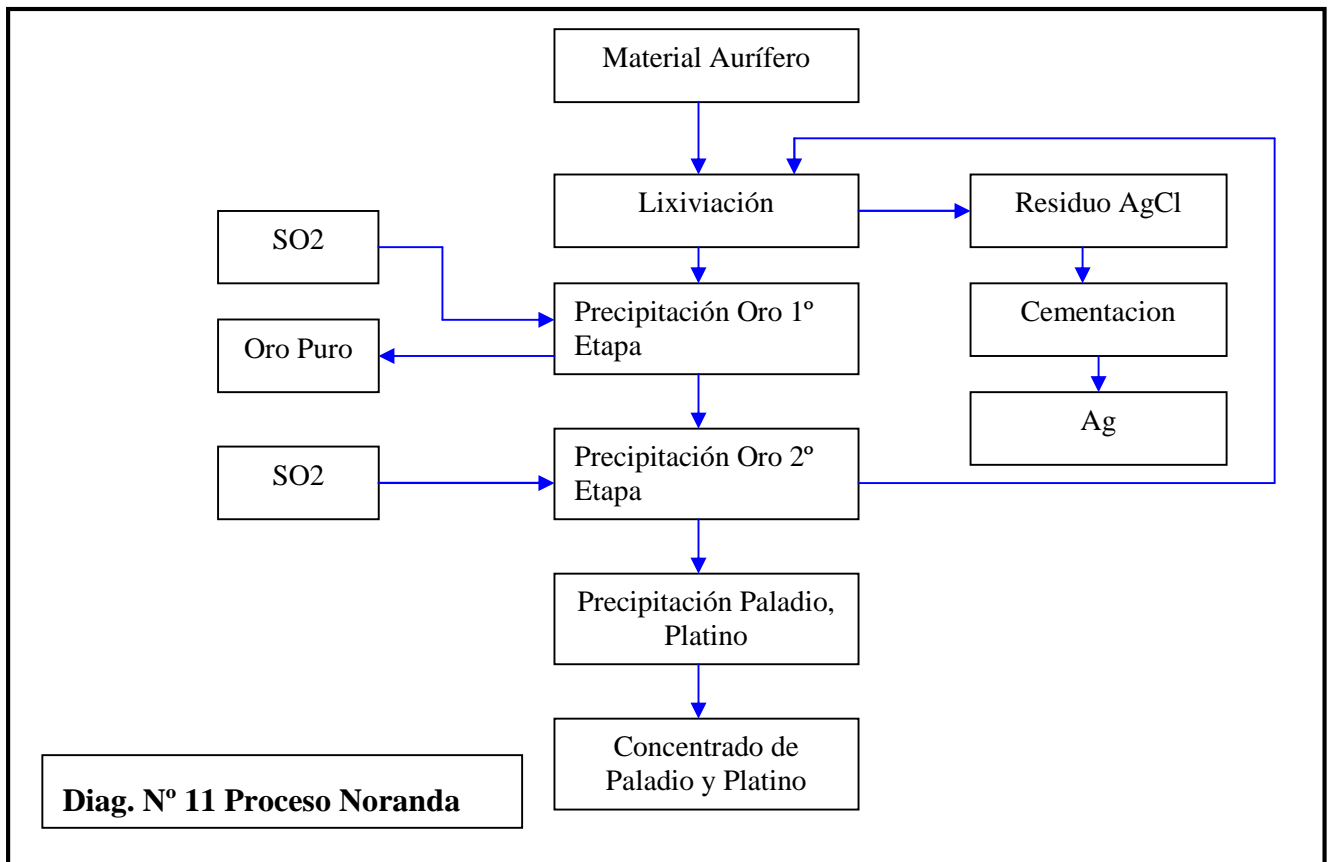 Material Aurífero
Lixiviación
Residuo AgCl
SO2
Precipitación Oro 1º
Etapa
Cementacion
Oro Puro
Ag
Precipitación Oro 2º
Etapa
SO2
Precipitación Paladio,
Platino
Concentrado de
Paladio y Platino
Diag. Nº 11 Proceso Noranda